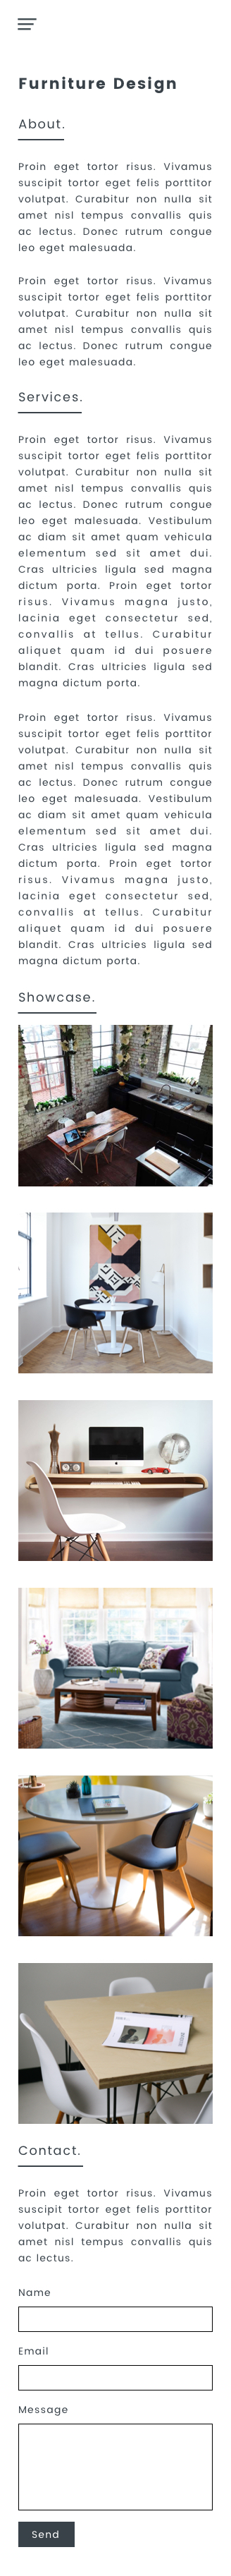 Furniture Design
About.
Proin eget tortor risus. Vivamus
suscipit tortor eget felis porttitor
volutpat. Curabitur non nulla sit
amet nisl tempus convallis quis
ac lectus. Donec rutrum congue
leo eget malesuada.
Proin eget tortor risus. Vivamus
suscipit tortor eget felis porttitor
volutpat. Curabitur non nulla sit
amet nisl tempus convallis quis
ac lectus. Donec rutrum congue
leo eget malesuada.
Services.
Proin eget tortor risus. Vivamus
suscipit tortor eget felis porttitor
volutpat. Curabitur non nulla sit
amet nisl tempus convallis quis
ac lectus. Donec rutrum congue
leo eget malesuada. Vestibulum
ac diam sit amet quam vehicula
elementum sed sit amet dui.
Cras ultricies ligula sed magna
dictum porta. Proin eget tortor
risus. Vivamus magna justo,
lacinia eget consectetur sed,
convallis at tellus. Curabitur
aliquet quam id dui posuere
blandit. Cras ultricies ligula sed
magna dictum porta.
Proin eget tortor risus. Vivamus
suscipit tortor eget felis porttitor
volutpat. Curabitur non nulla sit
amet nisl tempus convallis quis
ac lectus. Donec rutrum congue
leo eget malesuada. Vestibulum
ac diam sit amet quam vehicula
elementum sed sit amet dui.
Cras ultricies ligula sed magna
dictum porta. Proin eget tortor
risus. Vivamus magna justo,
lacinia eget consectetur sed,
convallis at tellus. Curabitur
aliquet quam id dui posuere
blandit. Cras ultricies ligula sed
magna dictum porta.
Showcase.
Contact.
Proin eget tortor risus. Vivamus
suscipit tortor eget felis porttitor
volutpat. Curabitur non nulla sit
amet nisl tempus convallis quis
ac lectus.
Name
Email
Message
Send